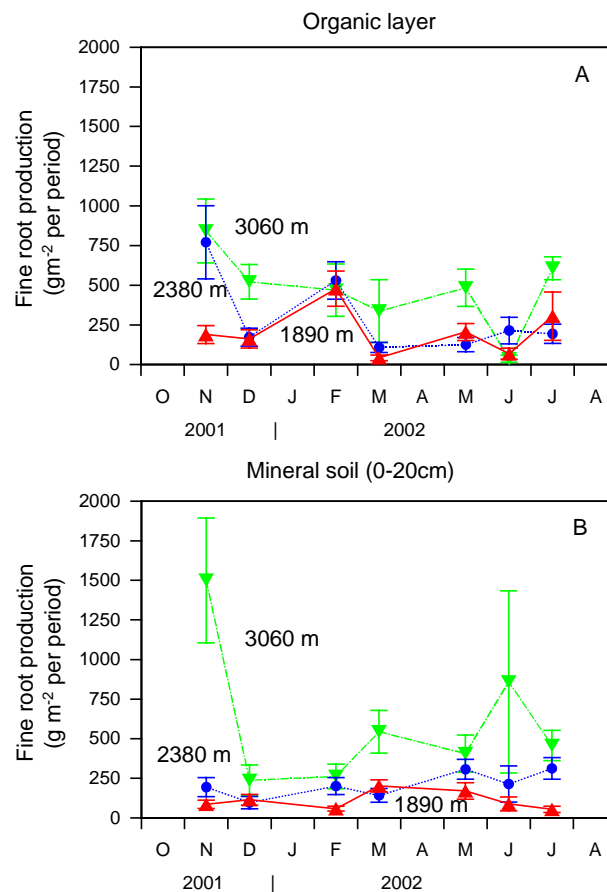 Organic layer
2000
A
1750
1500
1250
1000
3060 m
750
2380 m
500
250
1890 m
0
Fine root production
(gm-2 per period)
O N D J F M M J J A
2001 | 2002
Mineral soil (0-20cm)
2000
B
1750
1500
1250
1000
3060 m
750
500
2380 m
250
1890 m
0
Fine root production
(g m-2 per period)
O N D J F M M J J A
2001 | 2002